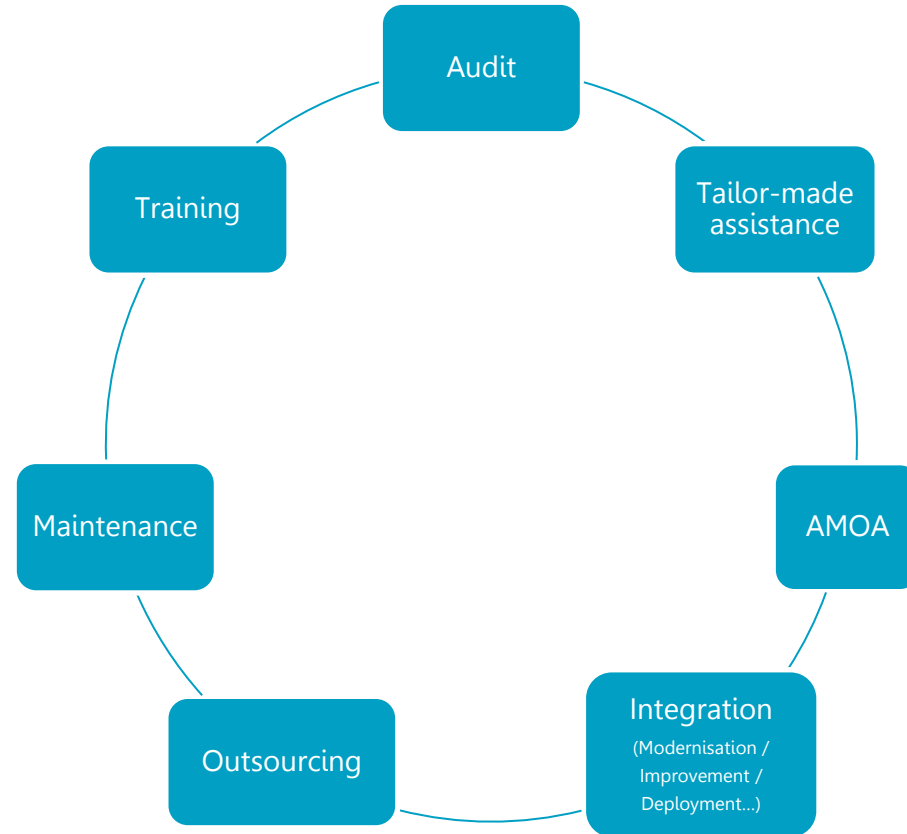 Audit
Tailor-made
assistance
AMOA
Integration
(Modernisation /
Improvement /
Deployment...)
Outsourcing
Maintenance
Training